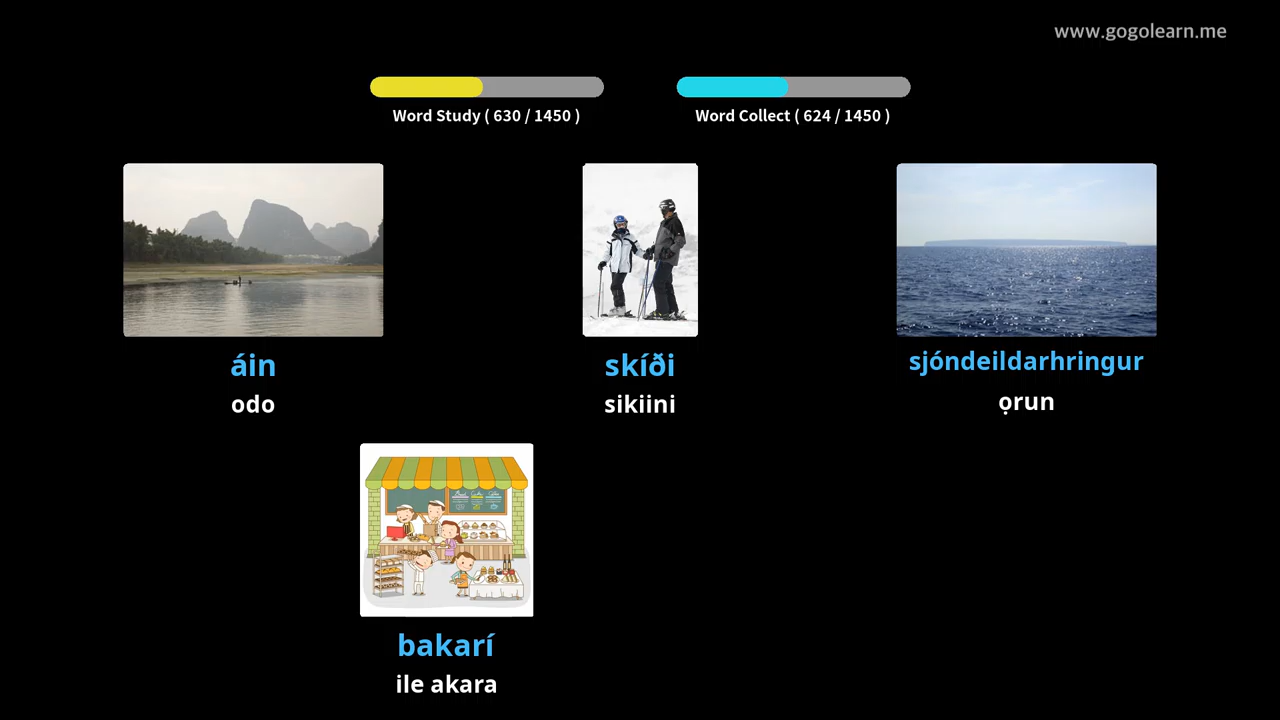 www.gogolearn.me
Word Study ( 630 / 1450 )
Word Collect ( 624 / 1450 )
áin
odo
skíði
sikiini
sjóndeildarhringur
ọrun
bakarí
ile akara